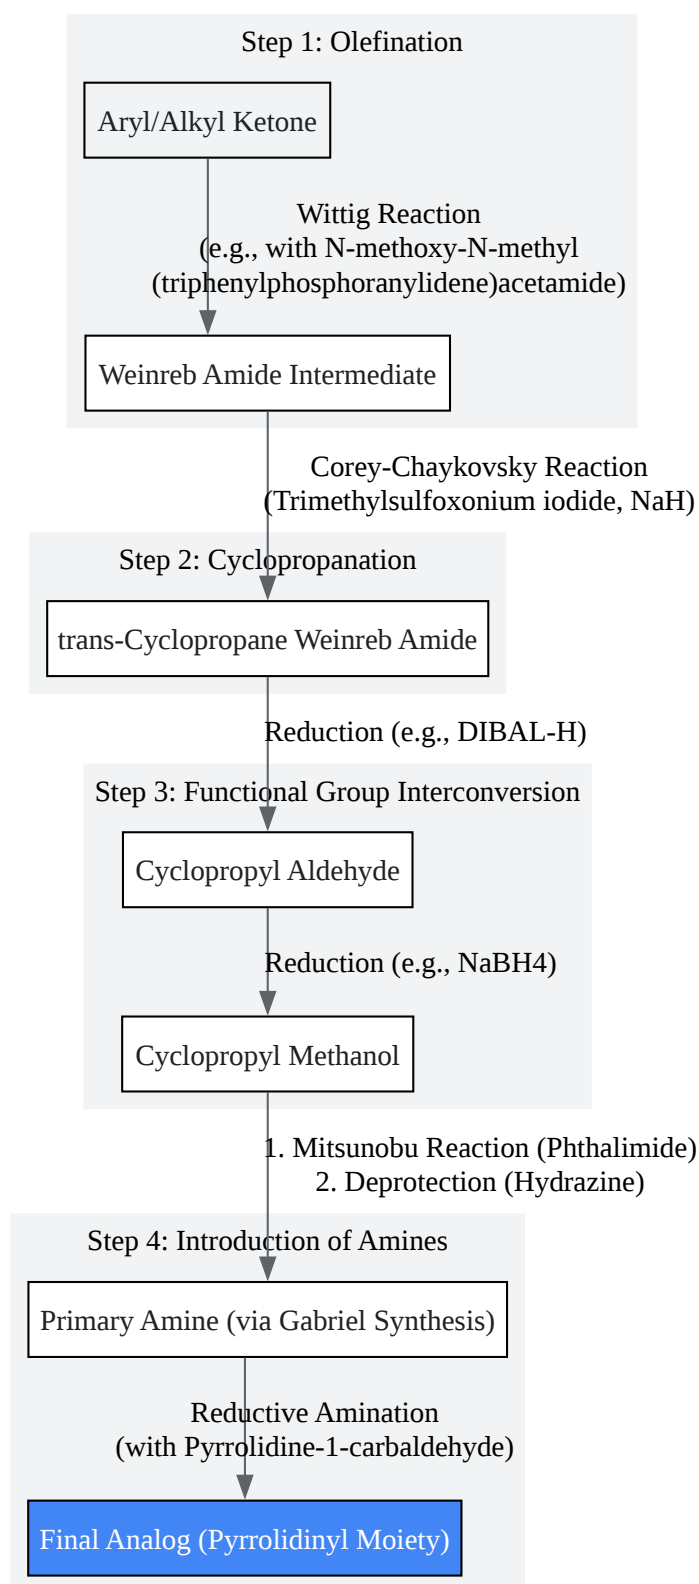 Step 1: Olefination
Aryl/Alkyl Ketone
Wittig Reaction
(e.g., with N-methoxy-N-methyl
(triphenylphosphoranylidene)acetamide)
Weinreb Amide Intermediate
Corey-Chaykovsky Reaction
(Trimethylsulfoxonium iodide, NaH)
Step 2: Cyclopropanation
trans-Cyclopropane Weinreb Amide
Reduction (e.g., DIBAL-H)
Step 3: Functional Group Interconversion
Cyclopropyl Aldehyde
Reduction (e.g., NaBH4)
Cyclopropyl Methanol
1. Mitsunobu Reaction (Phthalimide)
2. Deprotection (Hydrazine)
Step 4: Introduction of Amines
Primary Amine (via Gabriel Synthesis)
Reductive Amination
(with Pyrrolidine-1-carbaldehyde)
Final Analog (Pyrrolidinyl Moiety)